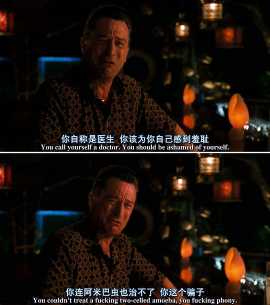 你自称是医生 你该为你自己感到羞耻
You call yourself a doctor. You should be ashamed of yourself.
你连阿米巴虫也治不了 你这个骗子
You couldn't treat a fucking two-celled amoeba, you fucking phony.